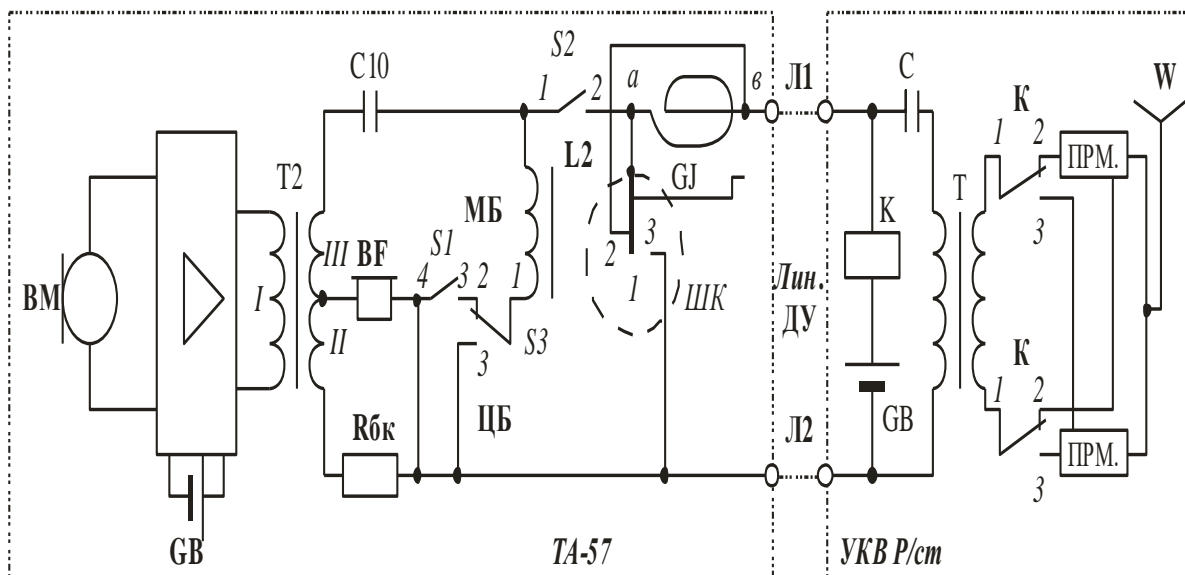 S2
C10
1
2
а
в
Л1
C
W
К
1
2
ПРМ.
T2
L2
GJ
МБ
K
T
III
BF
S1
4
3
2
1
2
3
1
3
BM
I
ШК
Лин.
ДУ
К
II
S3
3
1
2
GB
Rбк
ЦБ
Л2
ПРМ.
3
GB
ТА-57
УКВ Р/ст